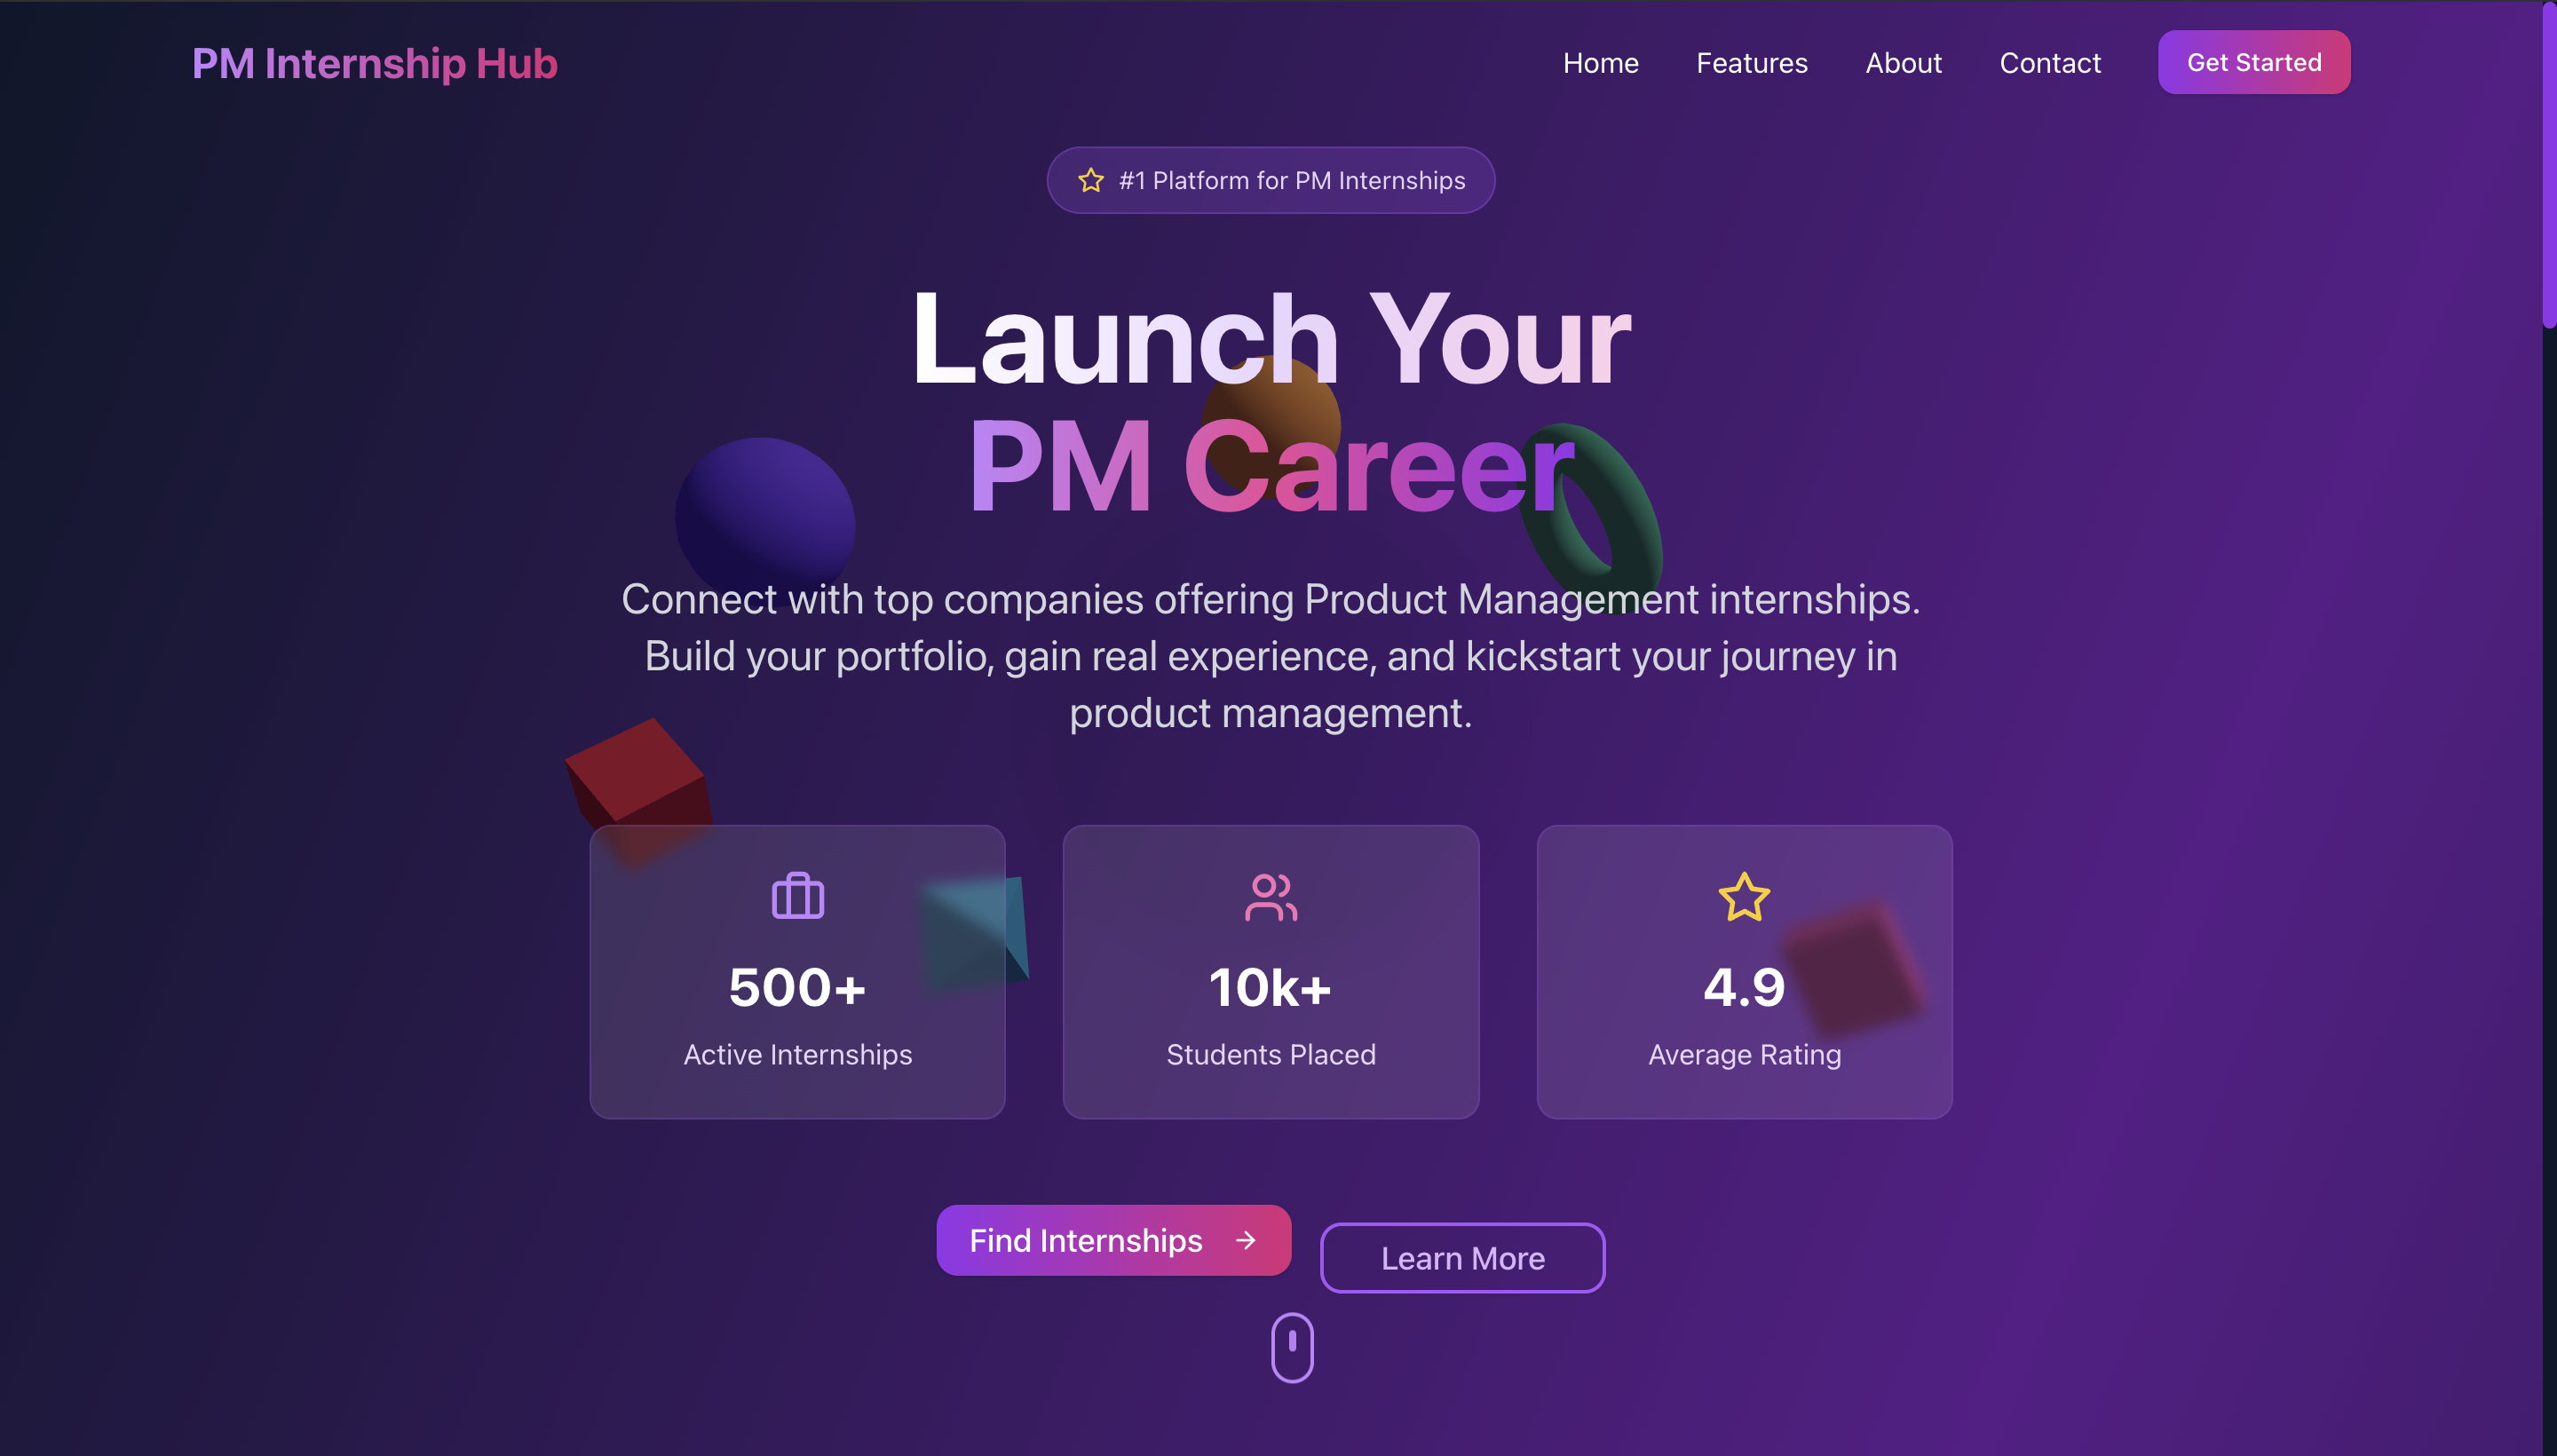 PM Internship Hub
Home
Features
About
Contact
Get Started
#1 Platform for PM Internships
Launch Your
PM Career
Connect with top companies offering Product Management internships.
Build your portfolio, gain real experience, and kickstart your journey in
product management.
500+
Active Internships
10k+
Students Placed
4.9
Average Rating
Find Internships
Learn More